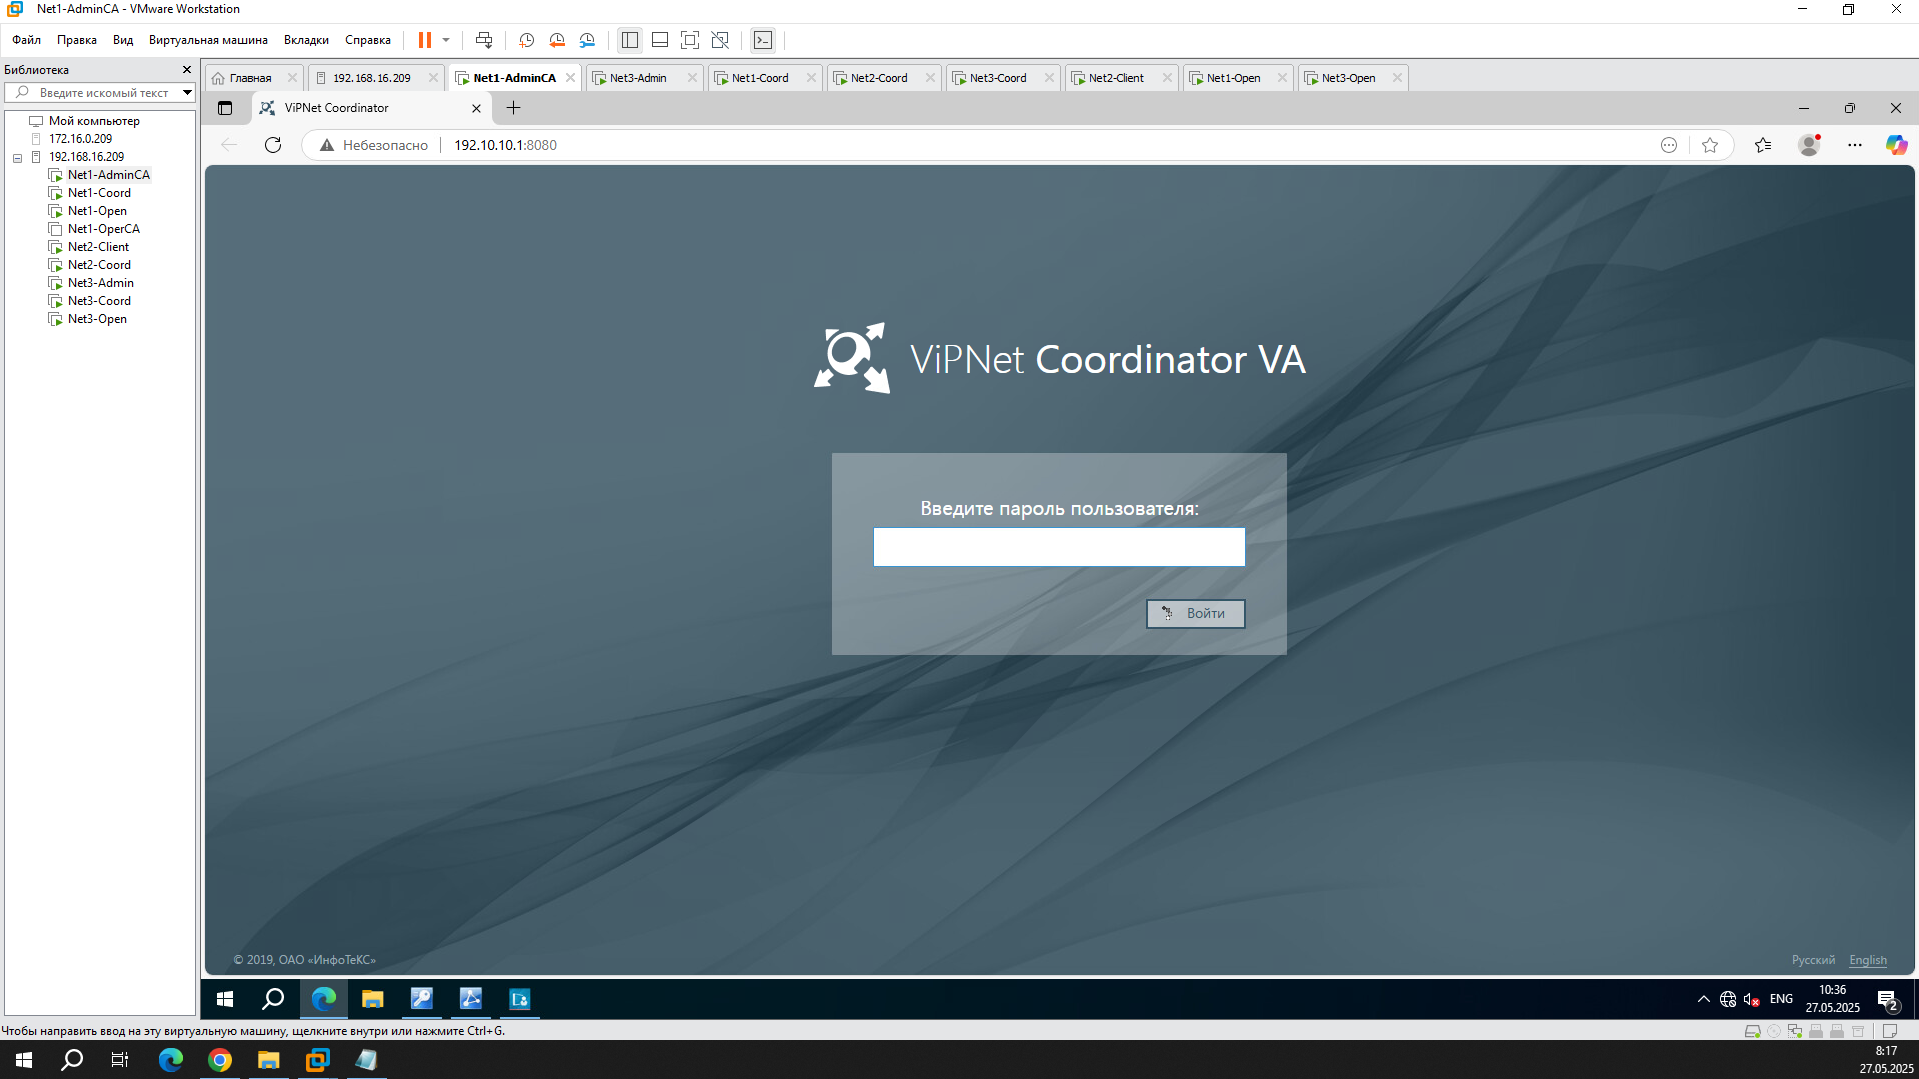 Net1-AdminCA - VMware Workstation
Файл Правка Вид Виртуальная машина Вкладки Справка
Библиотека
Введите искомый текст
Мой компьютер
172.16.0.209
192.168.16.209
Net1-AdminCA
Net1-Coord
Net1-Open
Net1-OperCA
Net2-Client
Net2-Coord
Net3-Admin
Net3-Coord
Net3-Open
Главная 192.168.16.209 Net1-AdminCA Net3-Admin Net1-Coord Net2-Coord Net3-Coord Net2-Client Net1-Open Net3-Open
ViPNet Coordinator
Небезопасно 192.10.10.1:8080
ViPNet Coordinator VA
Введите пароль пользователя:
Войти
© 2019, ОАО «ИнфоТеКС»
Русский English
ENG
10:36
27.05.2025
2
Чтобы направить ввод на эту виртуальную машину, щелкните внутри или нажмите Ctrl+G.
8:17
27.05.2025